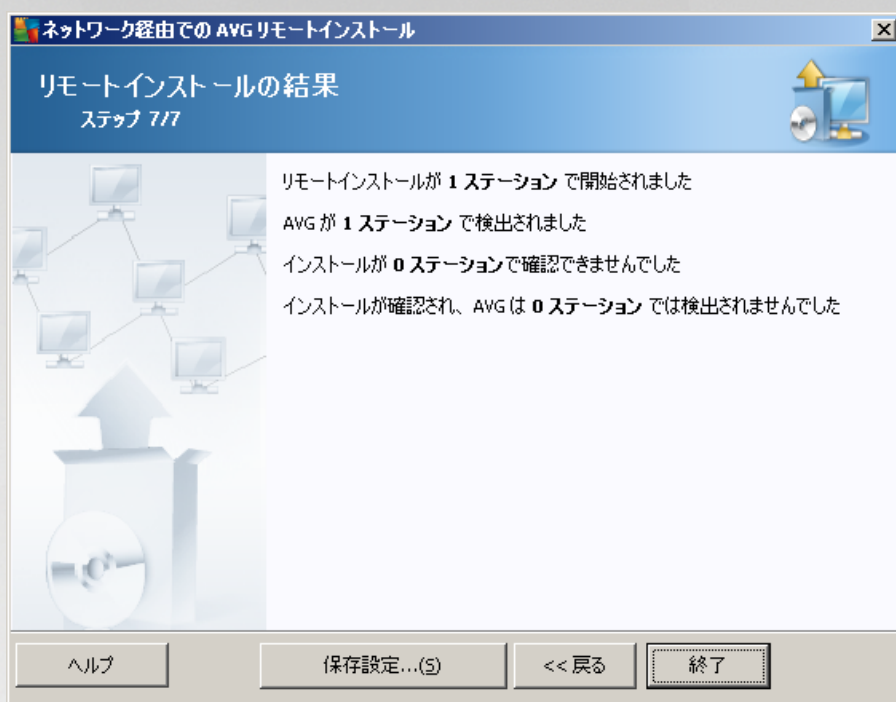 ネットワーク経由での AVG リモートインストール
リモートインストールの結果
ステップ 7/7
リモートインストールが 1 ステーション で開始されました
AVG が 1 ステーション で検出されました
インストールが 0 ステーションで確認できませんでした
インストールが確認され、AVG は 0 ステーション では検出されませんでした
ヘルプ
保存設定...(S)
<< 戻る
終了